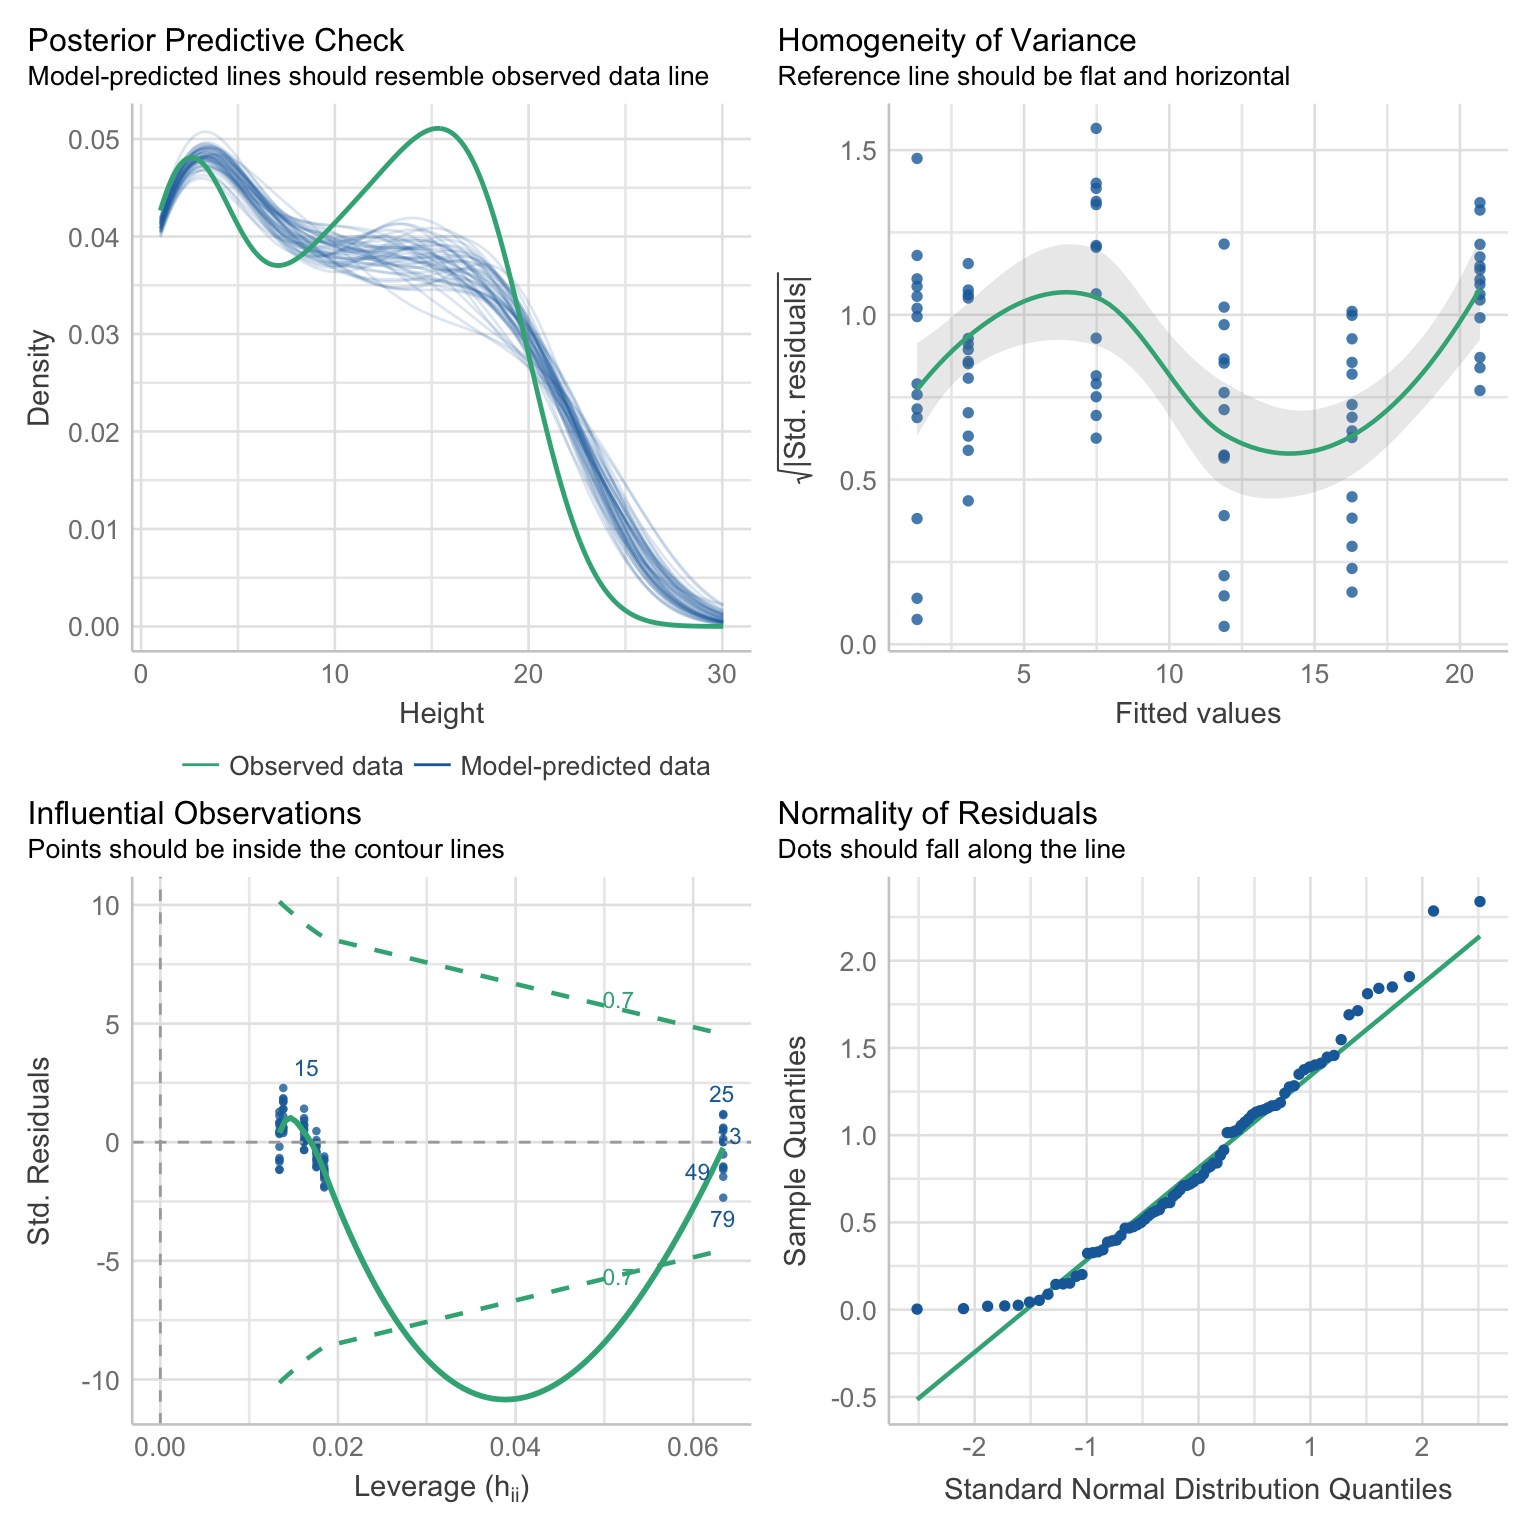 Posterior Predictive Check
Model-predicted lines should resemble observed data line
0.05
0.04
0.03
0.02
0.01
0.00
Density
0 10 20 30
Height
Observed data Model-predicted data
Homogeneity of Variance
Reference line should be flat and horizontal
1.5
1.0
0.5
0.0
√|Std. residuals|
5 10 15 20
Fitted values
Influential Observations
Points should be inside the contour lines
10
5
0
-5
-10
Std. Residuals
0.7
15
25
3
49
79
0.7
0.00 0.02 0.04 0.06
Leverage (hii)
Normality of Residuals
Dots should fall along the line
2.0
1.5
1.0
0.5
0.0
-0.5
Sample Quantiles
-2 -1 0 1 2
Standard Normal Distribution Quantiles